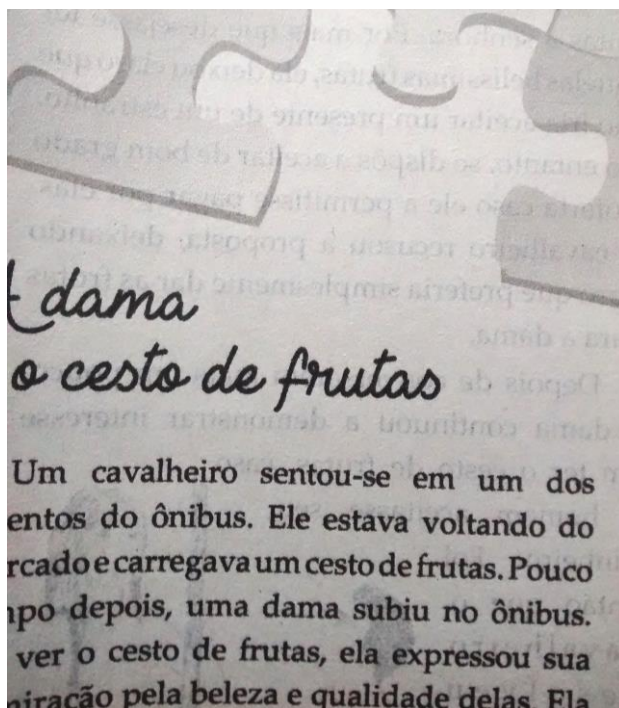 dama
o cesto de frutas
Um cavalheiro sentou-se em um dos
entos do ônibus. Ele estava voltando do
rcado e carregava um cesto de frutas. Pouco
npo depois, uma dama subiu no ônibus.
ver o cesto de frutas, ela expressou sua
niração pela beleza e qualidade delas. Ela